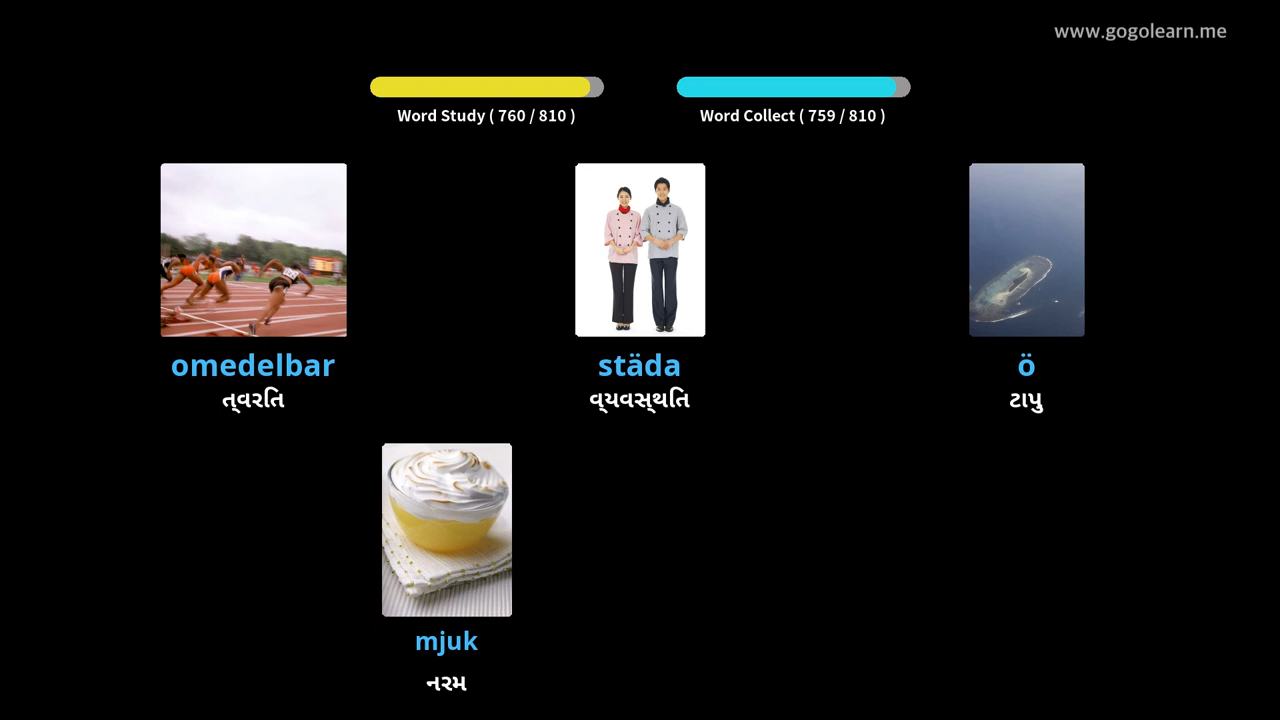 www.gogolearn.me
Word Study ( 760 / 810 )
Word Collect ( 759 / 810 )
omedelbar
ત્વરતિ
städa
વ્યવસ્થતિ
ö
ટાપુ
mjuk
નરમ